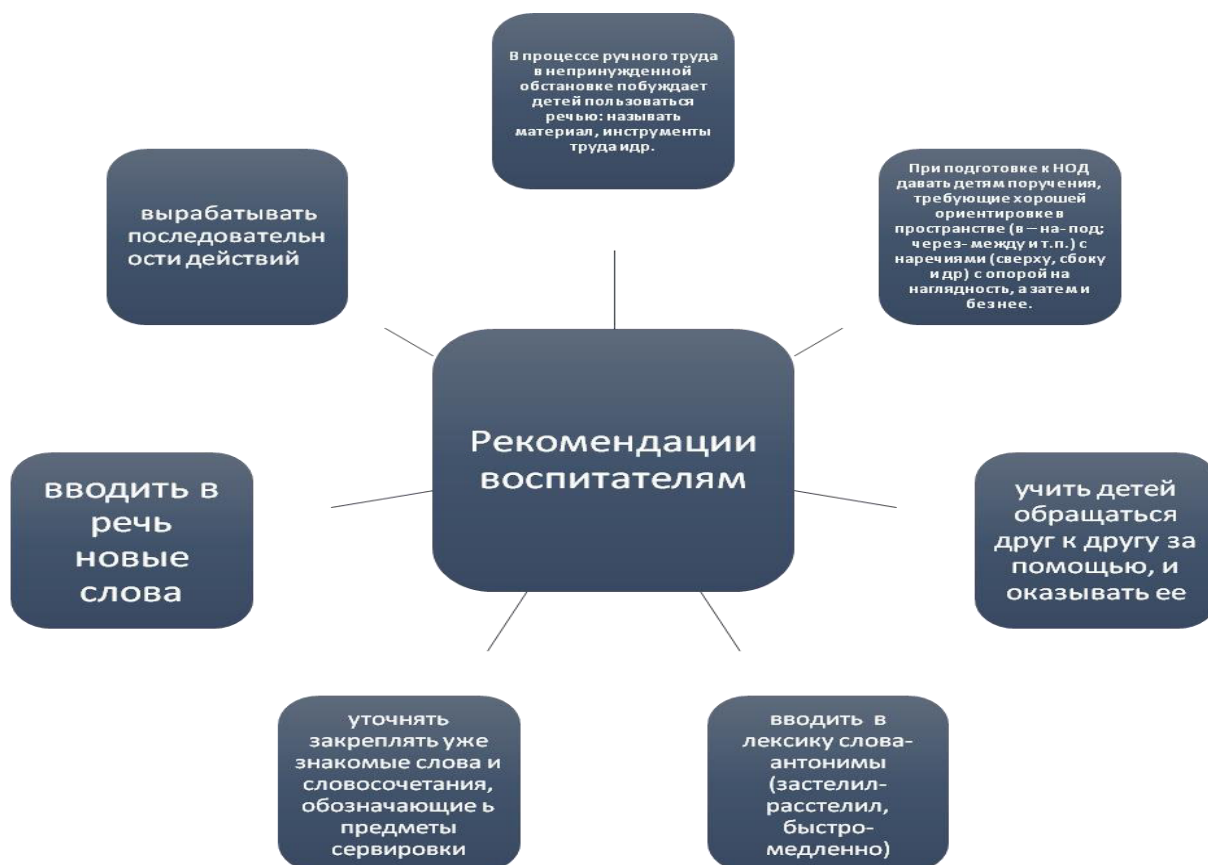 В процессе ручного труда
в непринужденной
обстановке побуждает
детей пользоваться
речью: называть
материал, инструменты
труда идр.
При подготовке к НОД
давать детям поручения,
требующие хорошей
ориентировке в
пространстве (в – на- под;
через- между и т.п.) с
наречиями (сверху, сбоку
и др) с опорой на
наглядность, а затем и
без нее.
учить детей
обращаться
друг к другу за
помощью, и
оказывать ее
вводить в
лексику слова-
антонимы
(застелил-
расстелил,
быстро-
медленно)
уточнять
закреплять уже
знакомые слова и
словосочетания,
обозначающие ь
предметы
сервировки
вводить в
речь
новые
слова
вырабатывать
последовательн
ости действий
Рекомендации
воспитателям